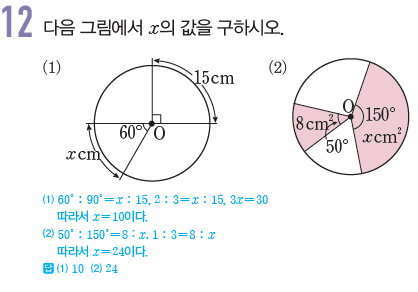 12 다음 그림에서 x의 값을 구하시오.
(1)
15cm
60°
O
x cm
(2)
O
150°
8cm²
x cm²
50°
(1) 60° : 90°=x : 15, 2 : 3=x : 15, 3x=30
따라서 x=10이다.
(2) 50° : 150°=8 : x, 1 : 3=8 : x
따라서 x=24이다.
답 (1) 10 (2) 24